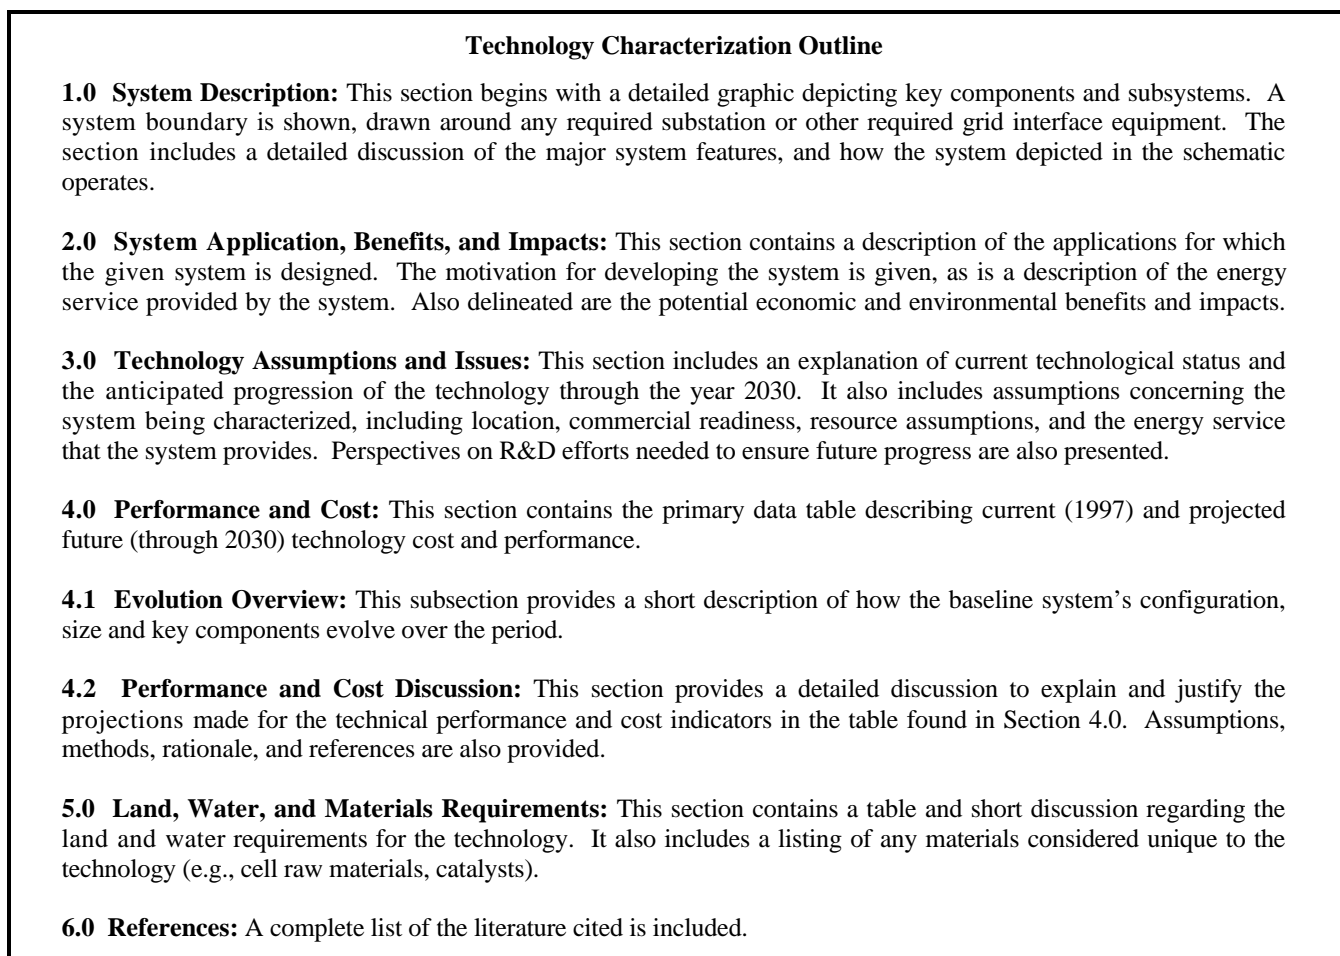 Technology Characterization Outline
1.0 System Description: This section begins with a detailed graphic depicting key components and subsystems. A
system boundary is shown, drawn around any required substation or other required grid interface equipment. The
section includes a detailed discussion of the major system features, and how the system depicted in the schematic
operates.
2.0 System Application, Benefits, and Impacts: This section contains a description of the applications for which
the given system is designed. The motivation for developing the system is given, as is a description of the energy
service provided by the system. Also delineated are the potential economic and environmental benefits and impacts.
3.0 Technology Assumptions and Issues: This section includes an explanation of current technological status and
the anticipated progression of the technology through the year 2030. It also includes assumptions concerning the
system being characterized, including location, commercial readiness, resource assumptions, and the energy service
that the system provides. Perspectives on R&D efforts needed to ensure future progress are also presented.
4.0 Performance and Cost: This section contains the primary data table describing current (1997) and projected
future (through 2030) technology cost and performance.
4.1 Evolution Overview: This subsection provides a short description of how the baseline system's configuration,
size and key components evolve over the period.
4.2 Performance and Cost Discussion: This section provides a detailed discussion to explain and justify the
projections made for the technical performance and cost indicators in the table found in Section 4.0. Assumptions,
methods, rationale, and references are also provided.
5.0 Land, Water, and Materials Requirements: This section contains a table and short discussion regarding the
land and water requirements for the technology. It also includes a listing of any materials considered unique to the
technology (e.g., cell raw materials, catalysts).
6.0 References: A complete list of the literature cited is included.